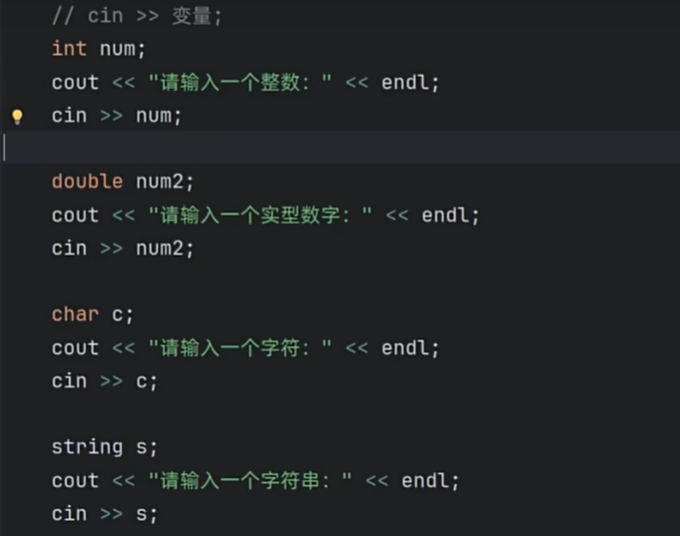 // cin >> 变量;
int num;
cout << "请输入一个整数: " << endl;
cin >> num;
double num2;
cout << "请输入一个实型数字: " << endl;
cin >> num2;
char c;
cout << "请输入一个字符: " << endl;
cin >> c;
string s;
cout << "请输入一个字符串: " << endl;
cin >> s;